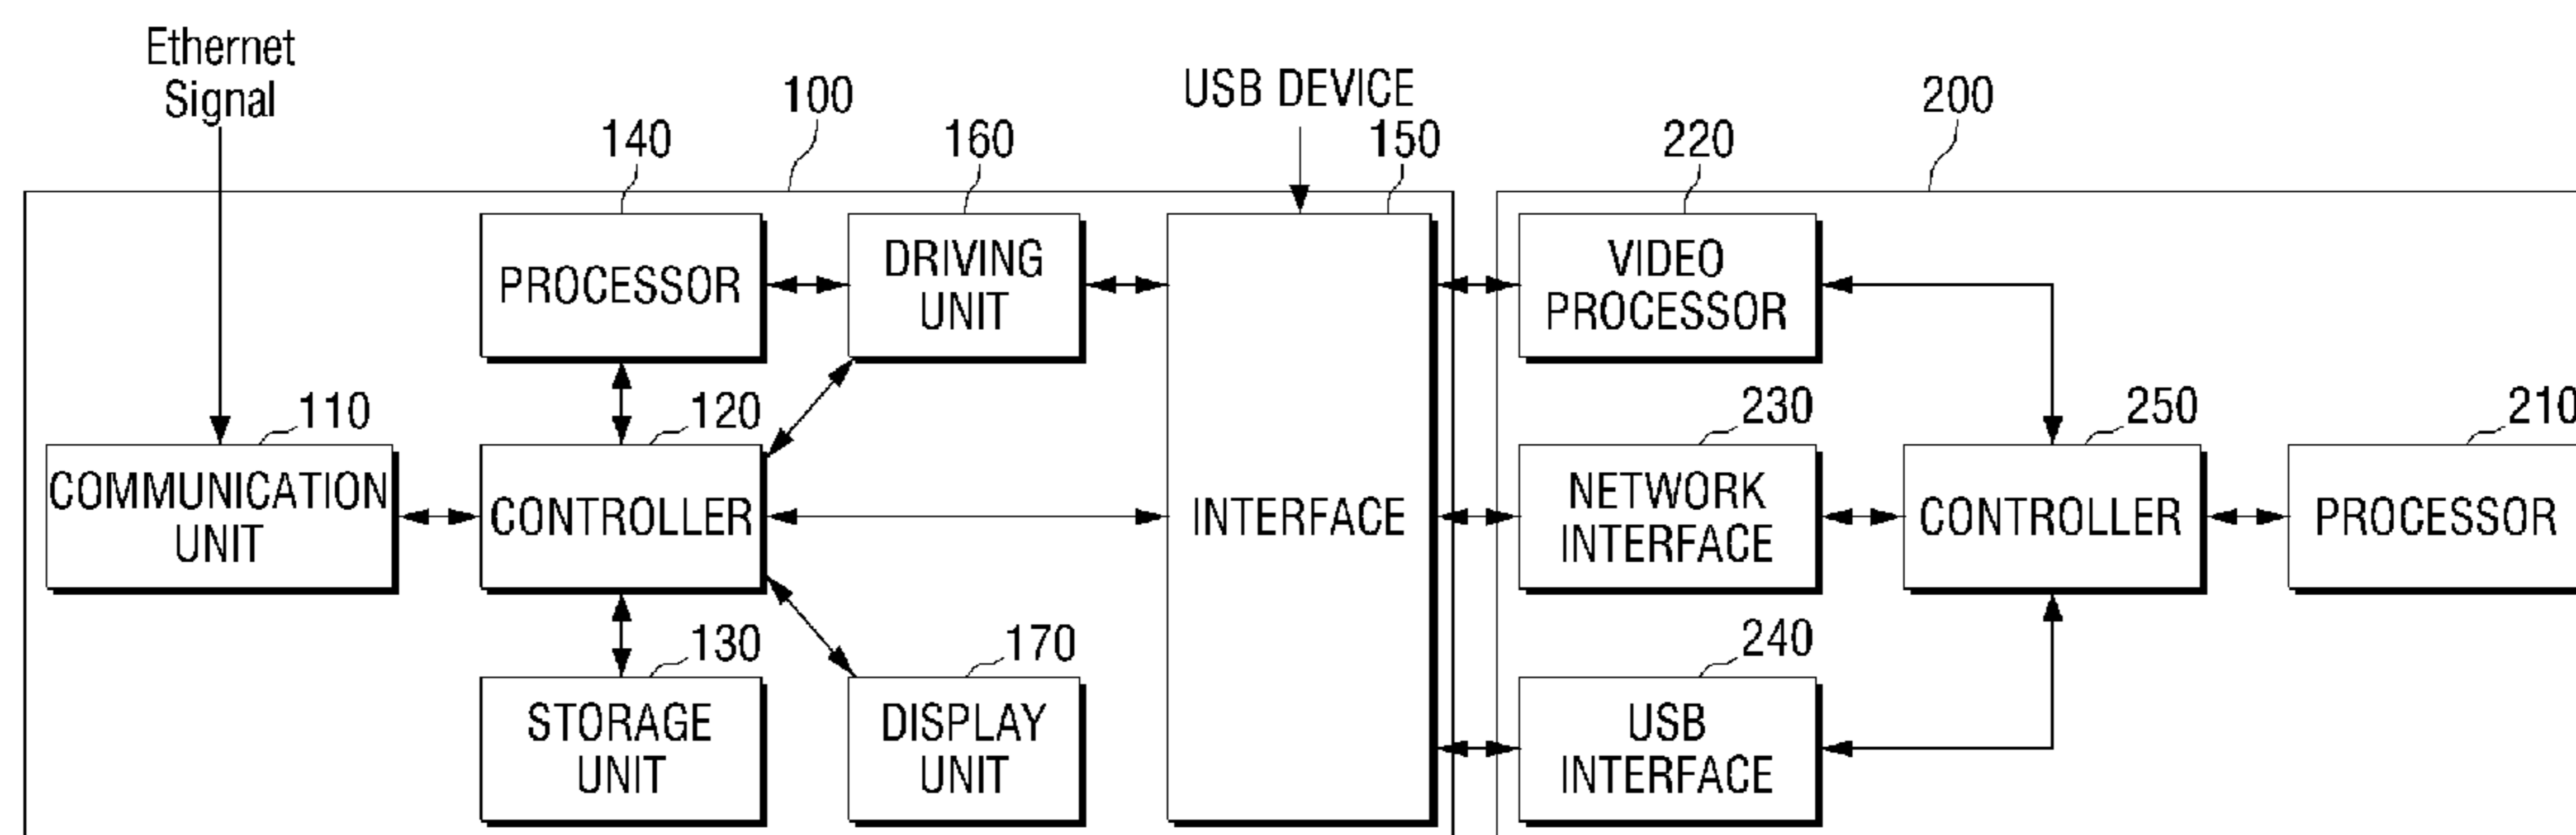 Ethernet
Signal
100
USB DEVICE
200
140
160
150
220
PROCESSOR
DRIVING
UNIT
VIDEO
PROCESSOR
110
120
230
250
210
COMMUNICATION
UNIT
CONTROLLER
INTERFACE
NETWORK
INTERFACE
CONTROLLER
PROCESSOR
130
170
240
STORAGE
UNIT
DISPLAY
UNIT
USB
INTERFACE